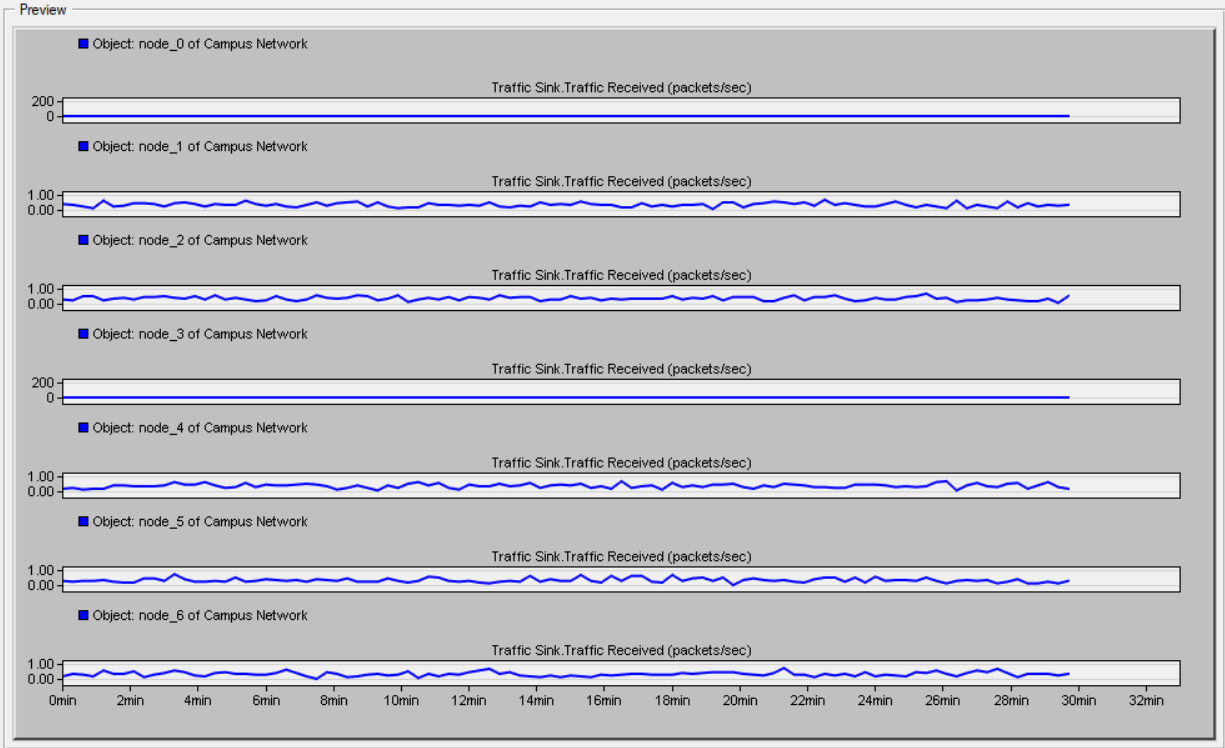 Preview
Object: node_0 of Campus Network
Traffic Sink.Traffic Received (packets/sec)
200
0
Object: node_1 of Campus Network
Traffic Sink.Traffic Received (packets/sec)
1.00
0.00
Object: node_2 of Campus Network
Traffic Sink.Traffic Received (packets/sec)
1.00
0.00
Object: node_3 of Campus Network
Traffic Sink.Traffic Received (packets/sec)
200
0
Object: node_4 of Campus Network
Traffic Sink.Traffic Received (packets/sec)
1.00
0.00
Object: node_5 of Campus Network
Traffic Sink.Traffic Received (packets/sec)
1.00
0.00
Object: node_6 of Campus Network
Traffic Sink.Traffic Received (packets/sec)
1.00
0.00
0min 2min 4min 6min 8min 10min 12min 14min 16min 18min 20min 22min 24min 26min 28min 30min 32min